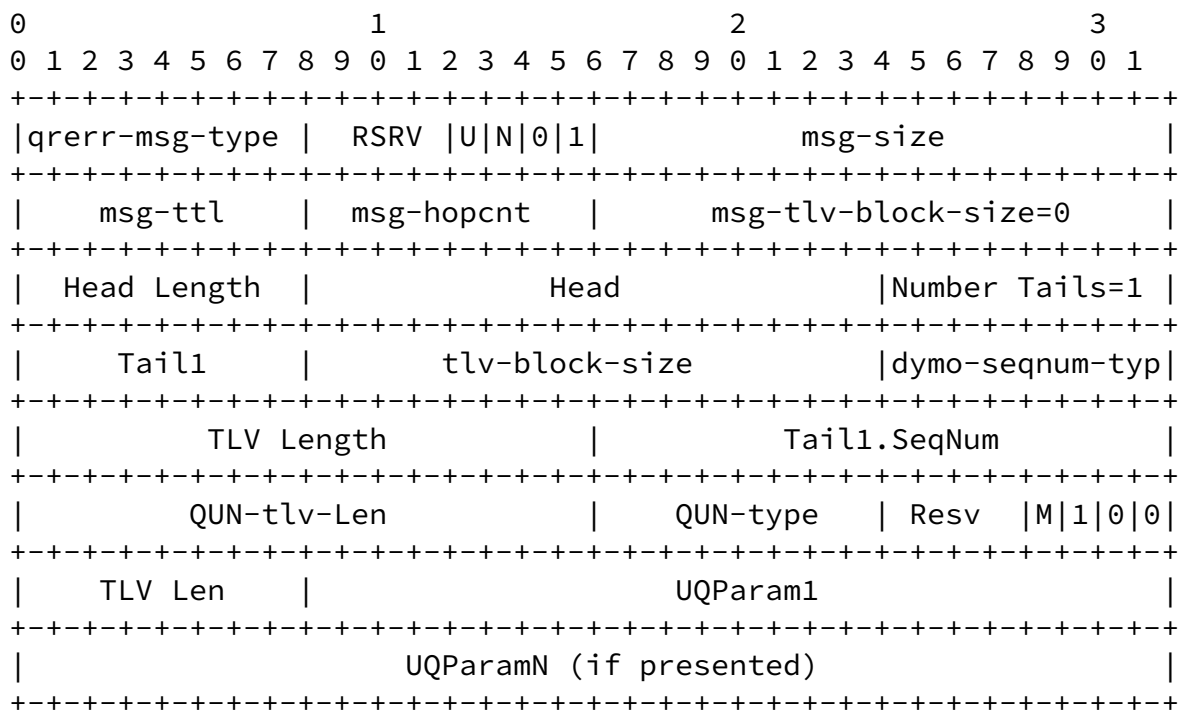 0                   1                   2                   3
0 1 2 3 4 5 6 7 8 9 0 1 2 3 4 5 6 7 8 9 0 1 2 3 4 5 6 7 8 9 0 1
+-+-+-+-+-+-+-+-+-+-+-+-+-+-+-+-+-+-+-+-+-+-+-+-+-+-+-+-+-+-+-+-+
|qrerr-msg-type |  RSRV |U|N|0|1|           msg-size            |
+-+-+-+-+-+-+-+-+-+-+-+-+-+-+-+-+-+-+-+-+-+-+-+-+-+-+-+-+-+-+-+-+
|    msg-ttl    |  msg-hopcnt   |      msg-tlv-block-size=0     |
+-+-+-+-+-+-+-+-+-+-+-+-+-+-+-+-+-+-+-+-+-+-+-+-+-+-+-+-+-+-+-+-+
|  Head Length  |             Head              |Number Tails=1 |
+-+-+-+-+-+-+-+-+-+-+-+-+-+-+-+-+-+-+-+-+-+-+-+-+-+-+-+-+-+-+-+-+
|     Tail1     |       tlv-block-size          |dymo-seqnum-typ|
+-+-+-+-+-+-+-+-+-+-+-+-+-+-+-+-+-+-+-+-+-+-+-+-+-+-+-+-+-+-+-+-+
|          TLV Length           |          Tail1.SeqNum         |
+-+-+-+-+-+-+-+-+-+-+-+-+-+-+-+-+-+-+-+-+-+-+-+-+-+-+-+-+-+-+-+-+
|         QUN-tlv-Len           |    QUN-type   | Resv  |M|1|0|0|
+-+-+-+-+-+-+-+-+-+-+-+-+-+-+-+-+-+-+-+-+-+-+-+-+-+-+-+-+-+-+-+-+
|    TLV Len    |                    UQParam1                   |
+-+-+-+-+-+-+-+-+-+-+-+-+-+-+-+-+-+-+-+-+-+-+-+-+-+-+-+-+-+-+-+-+
|                     UQParamN (if presented)                   |
+-+-+-+-+-+-+-+-+-+-+-+-+-+-+-+-+-+-+-+-+-+-+-+-+-+-+-+-+-+-+-+-+